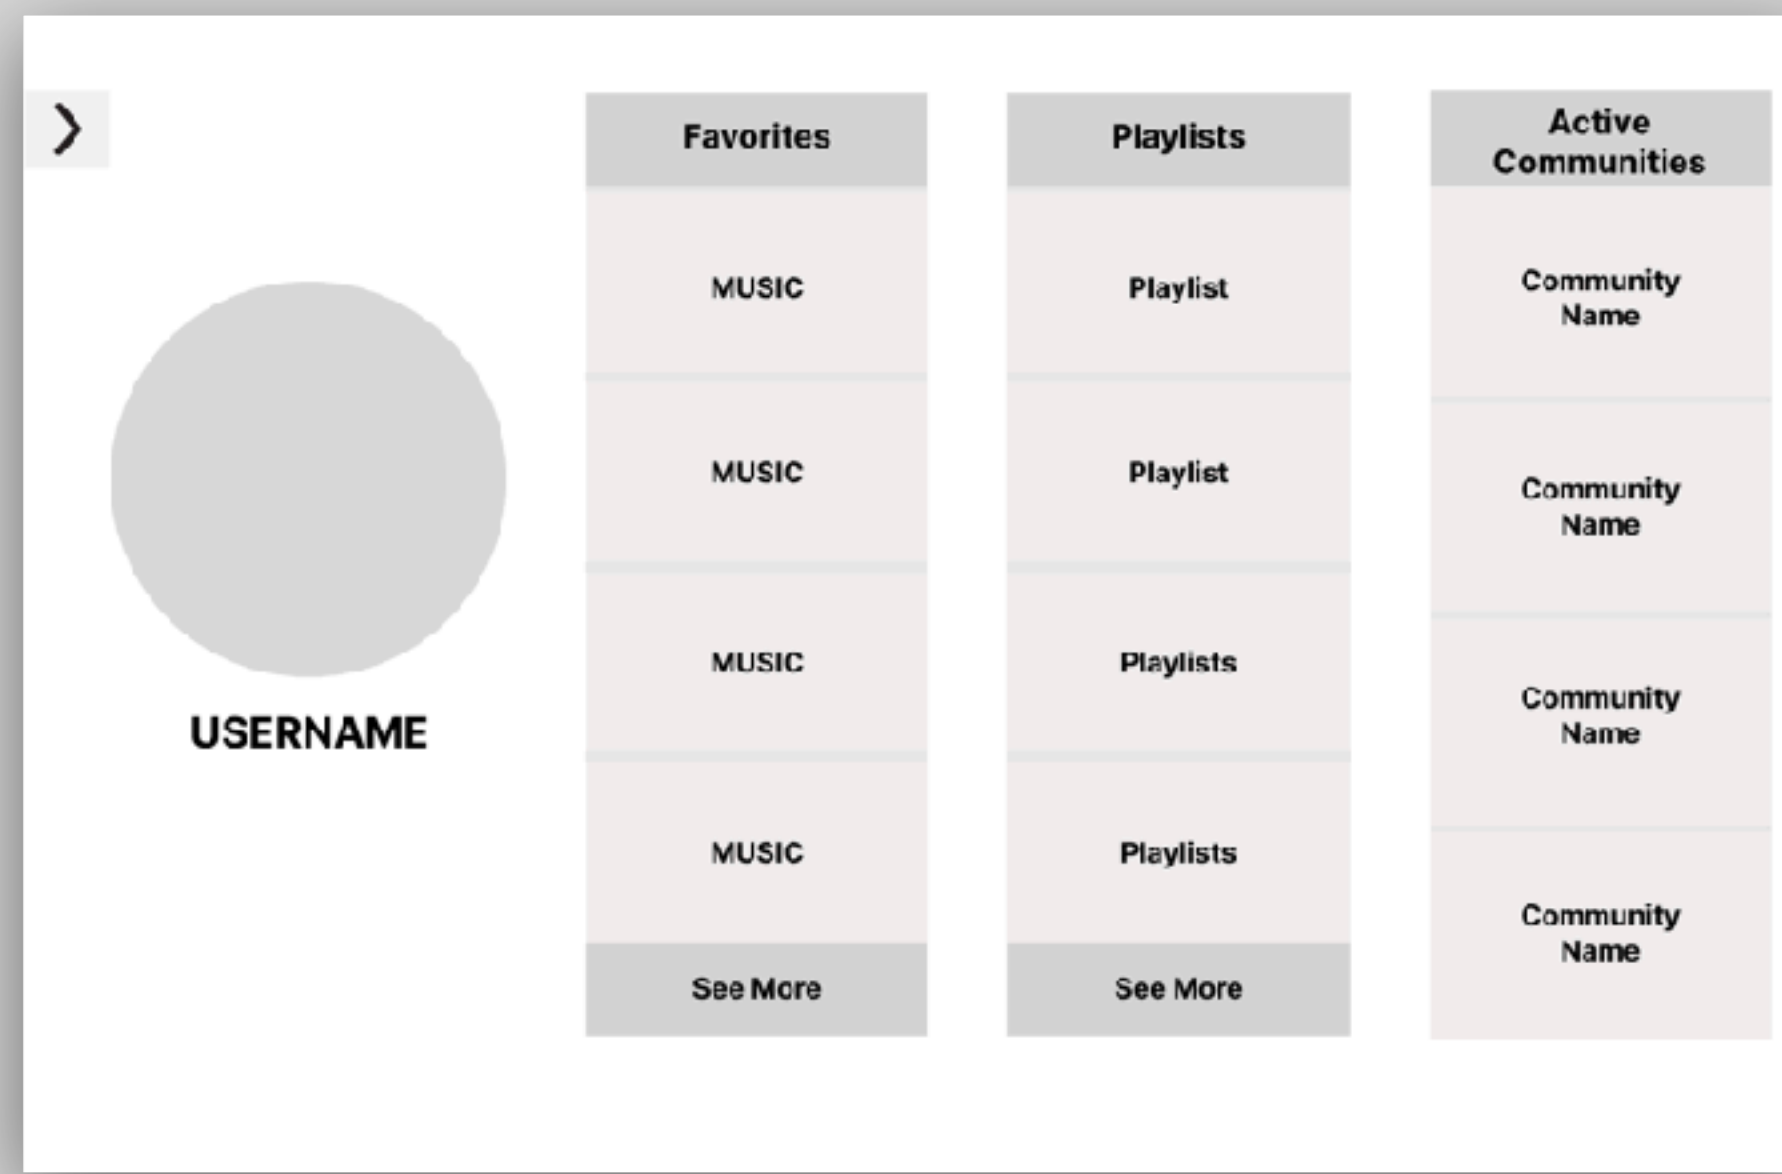 USERNAME
Favorites
MUSIC
MUSIC
MUSIC
MUSIC
See More
Playlists
Playlist
Playlist
Playlists
Playlists
See More
Active
Communities
Community
Name
Community
Name
Community
Name
Community
Name